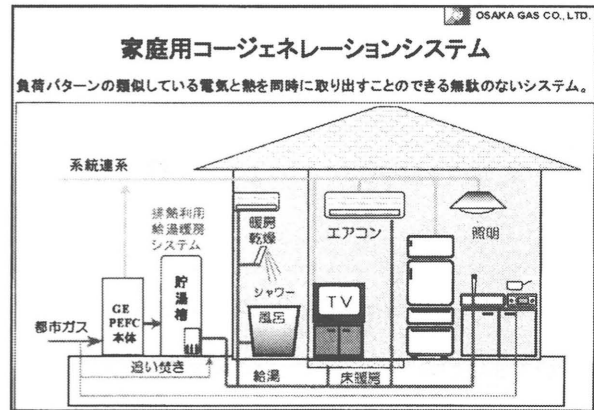 OSAKA GAS CO., LTD.
家庭用コージェネレーションシステム
負荷パターンの類似している電気と熱を同時に取り出すことのできる無駄のないシステム。
系統連系
排熱利用
給湯暖房
システム
暖房
乾燥
エアコン
照明
シャワー
貯
湯
槽
GE
PEFC
本体
TV
風呂
都市ガス
追い焚き
給湯
床暖房